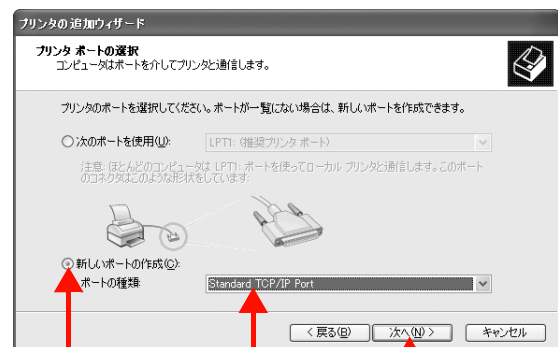 プリンタの追加ウィザード
プリンタ ポートの選択
コンピュータはポートを介してプリンタと通信します。
プリンタのポートを選択してください。ポートが一覧にない場合は、新しいポートを作成できます。
次のポートを使用(U):
LPT1: (推奨プリンタ ポート)
注意: ほとんどのコンピュータは LPT1: ポートを使ってローカル プリンタと通信します。このポート
のコネクタはこのような形状をしています:
新しいポートの作成(C):
ポートの種類:
Standard TCP/IP Port
< 戻る(B)
次へ(N) >
キャンセル